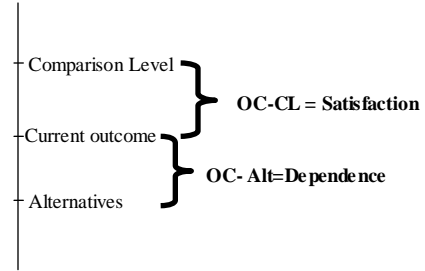 Comparison Level
OC-CL = Satisfaction
Current outcome
OC- Alt=Dependence
Alternatives